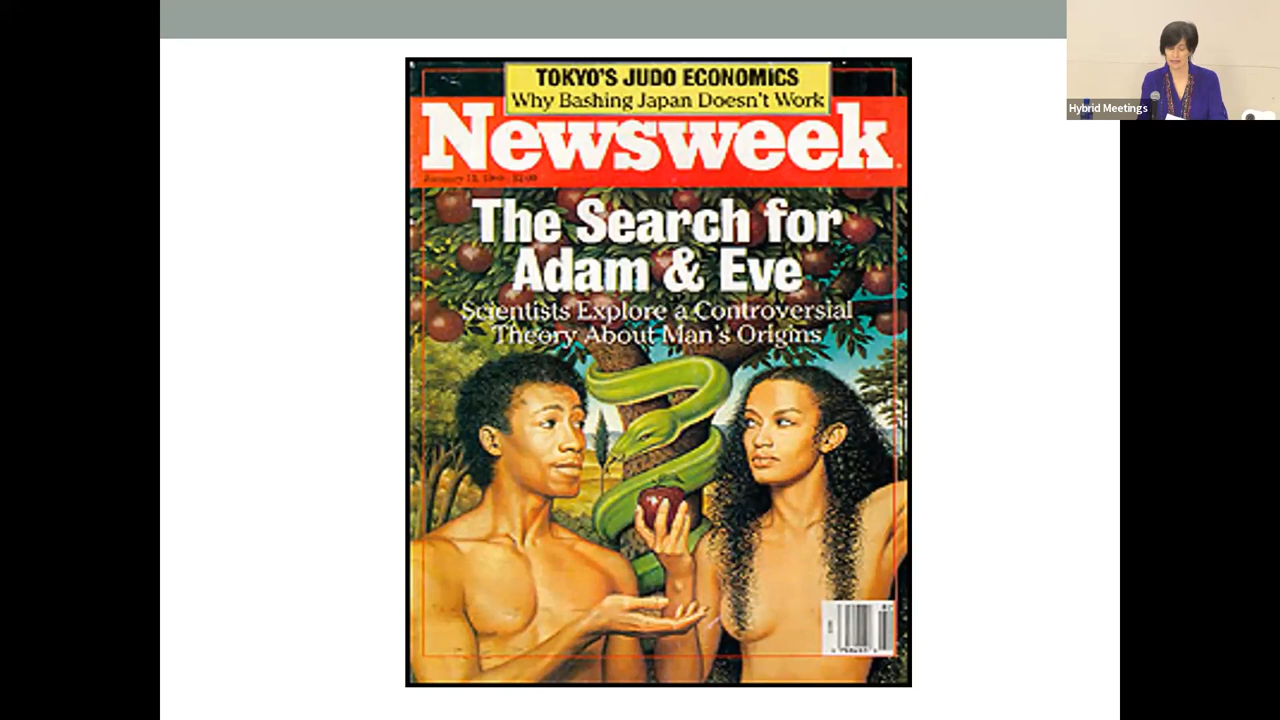 TOKYO'S JUDO ECONOMICS
Why Bashing Japan Doesn't Work
Newsweek
The Search for
Adam & Eve
Scientists Explore a Controversial
Theory About Man's Origins
Hybrid Meetings